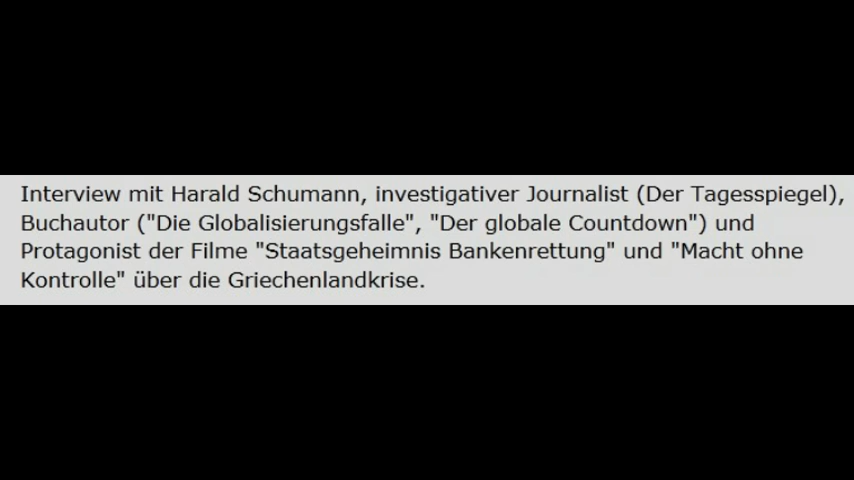 Interview mit Harald Schumann, investigativer Journalist (Der Tagesspiegel),
Buchautor ("Die Globalisierungsfalle", "Der globale Countdown") und
Protagonist der Filme "Staatsgeheimnis Bankenrettung" und "Macht ohne
Kontrolle" über die Griechenlandkrise.